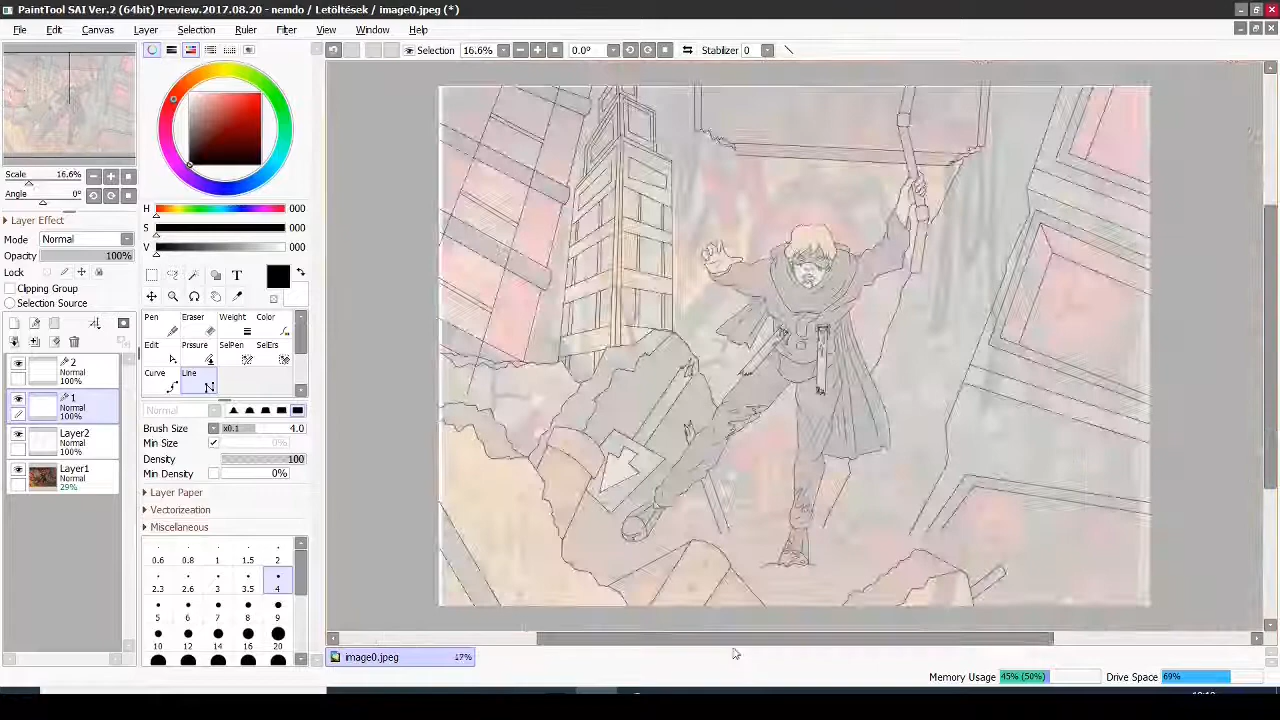 PaintTool SAI Ver.2 (64bit) Preview.2017.08.20 - nemdo / Letöltések / image0.jpeg (*)
File Edit Canvas Layer Selection Ruler Filter View Window Help
Selection 16.6% 0.0° Stabilizer 0
Scale 16.6%
Angle 0°
Layer Effect
Mode Normal
Opacity 100%
Lock
Clipping Group
Selection Source
2
Normal
100%
1
Normal
100%
Layer2
Normal
100%
Layer1
Normal
29%
H 000
S 000
V 000
T
Pen Eraser Weight Color
Edit Prssure SelPen SelErs
Curve Line
Normal
Brush Size x0.1 4.0
Min Size 0%
Density 100
Min Density 0%
Layer Paper
Vectorization
Miscellaneous
0.6 0.8 1 1.5 2
2.3 2.6 3 3.5 4
5 6 7 8 9
10 12 14 16 20
image0.jpeg 17%
Memory Usage 45% (50%) Drive Space 69%